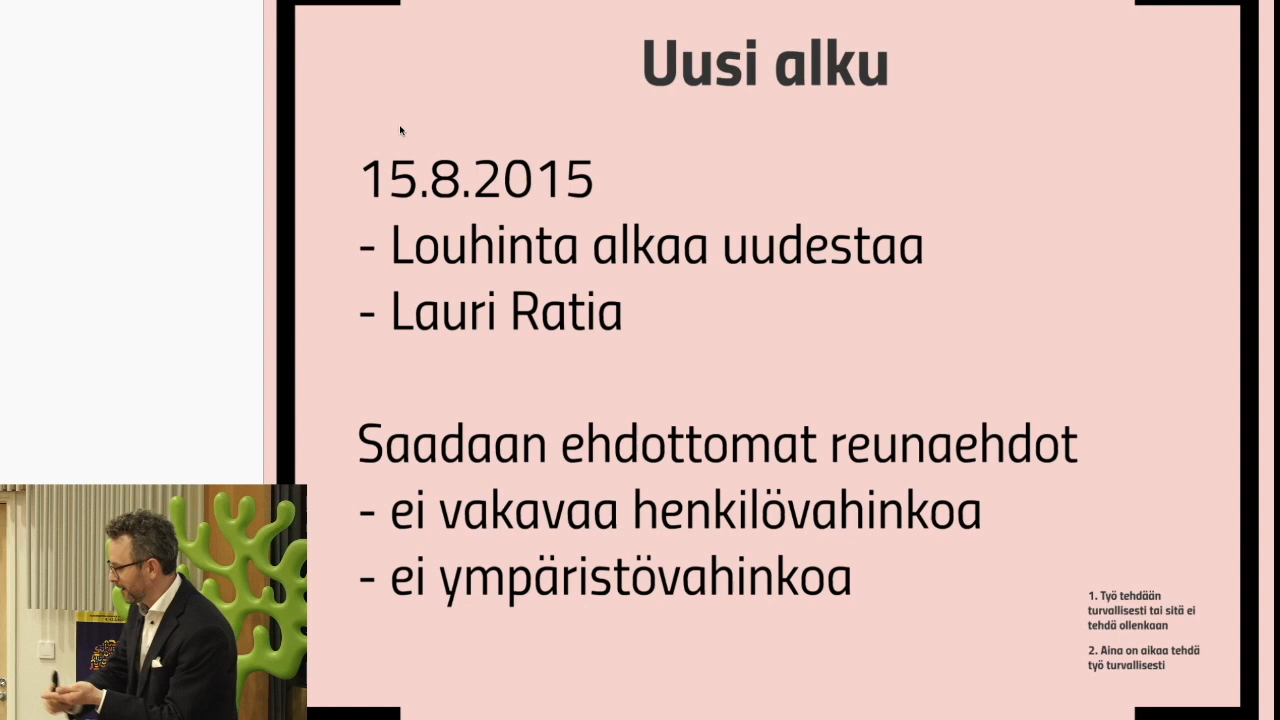 Uusi alku
15.8.2015
- Louhinta alkaa uudestaa
- Lauri Ratia
Saadaan ehdottomat reunaehdot
- ei vakavaa henkilövahinkoa
- ei ympäristövahinkoa
1. Työ tehdään
turvallisesti tai sitä ei
tehdä ollenkaan
2. Aina on aikaa tehdä
työ turvallisesti